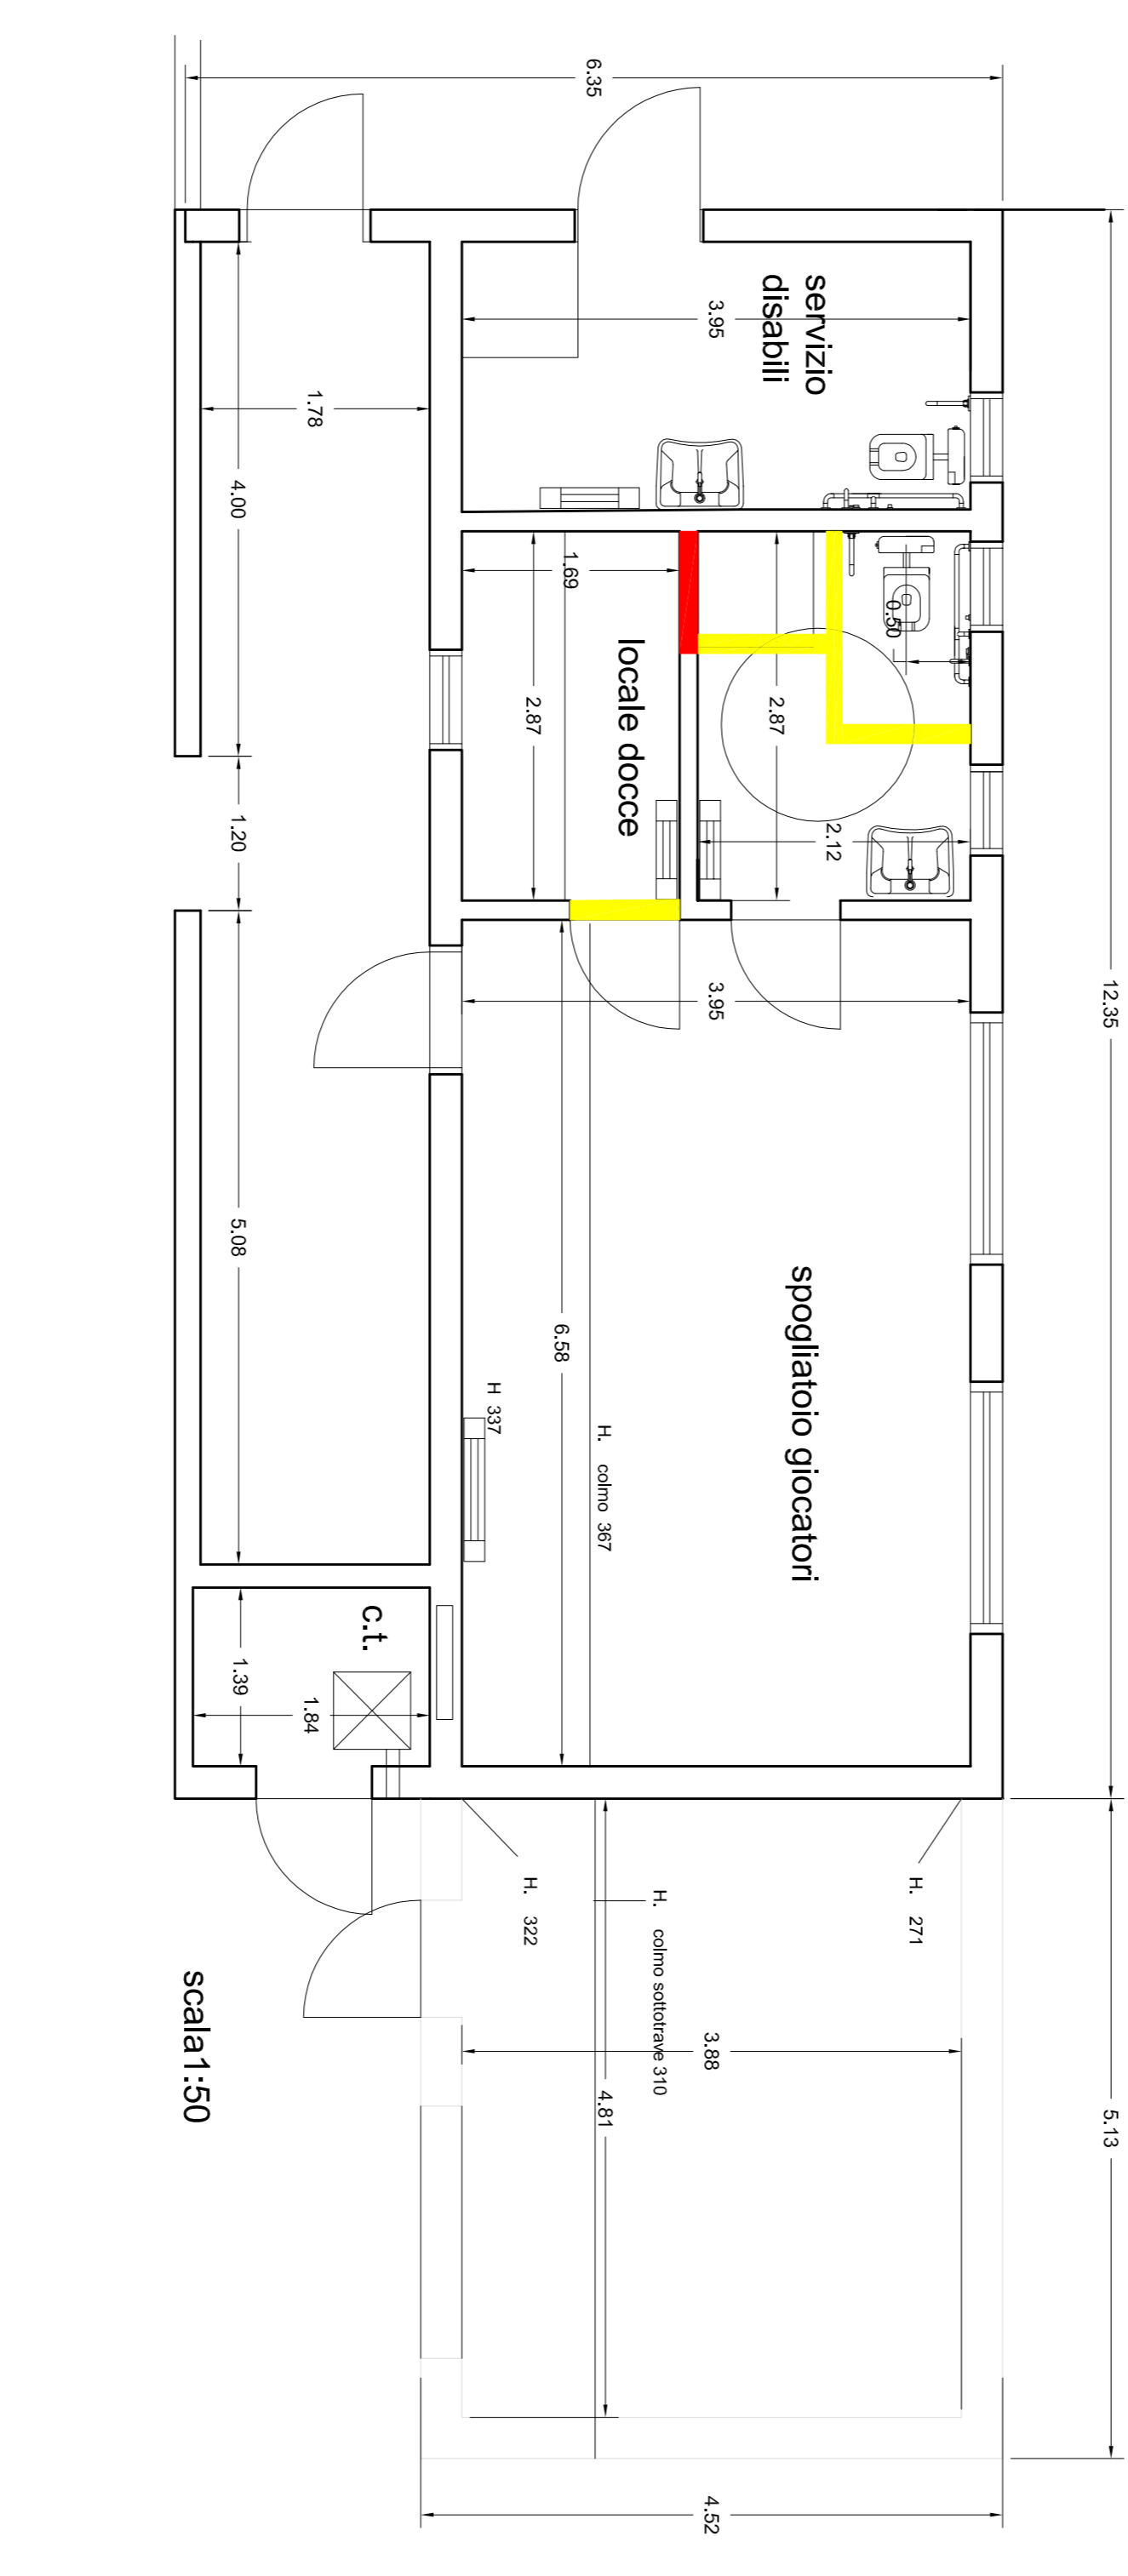 6.35
12.35
servizio
disabili
3.95
1.78
4.00
1.69
0.50
locale docce
2.87
2.87
2.12
1.20
3.95
5.08
6.58
spogliatoio giocatori
H 337
H. colmo 367
c.t.
1.39
1.84
H. 322
H. colmo sottotrave 310
H. 271
3.88
4.81
5.13
scala1:50
4.52